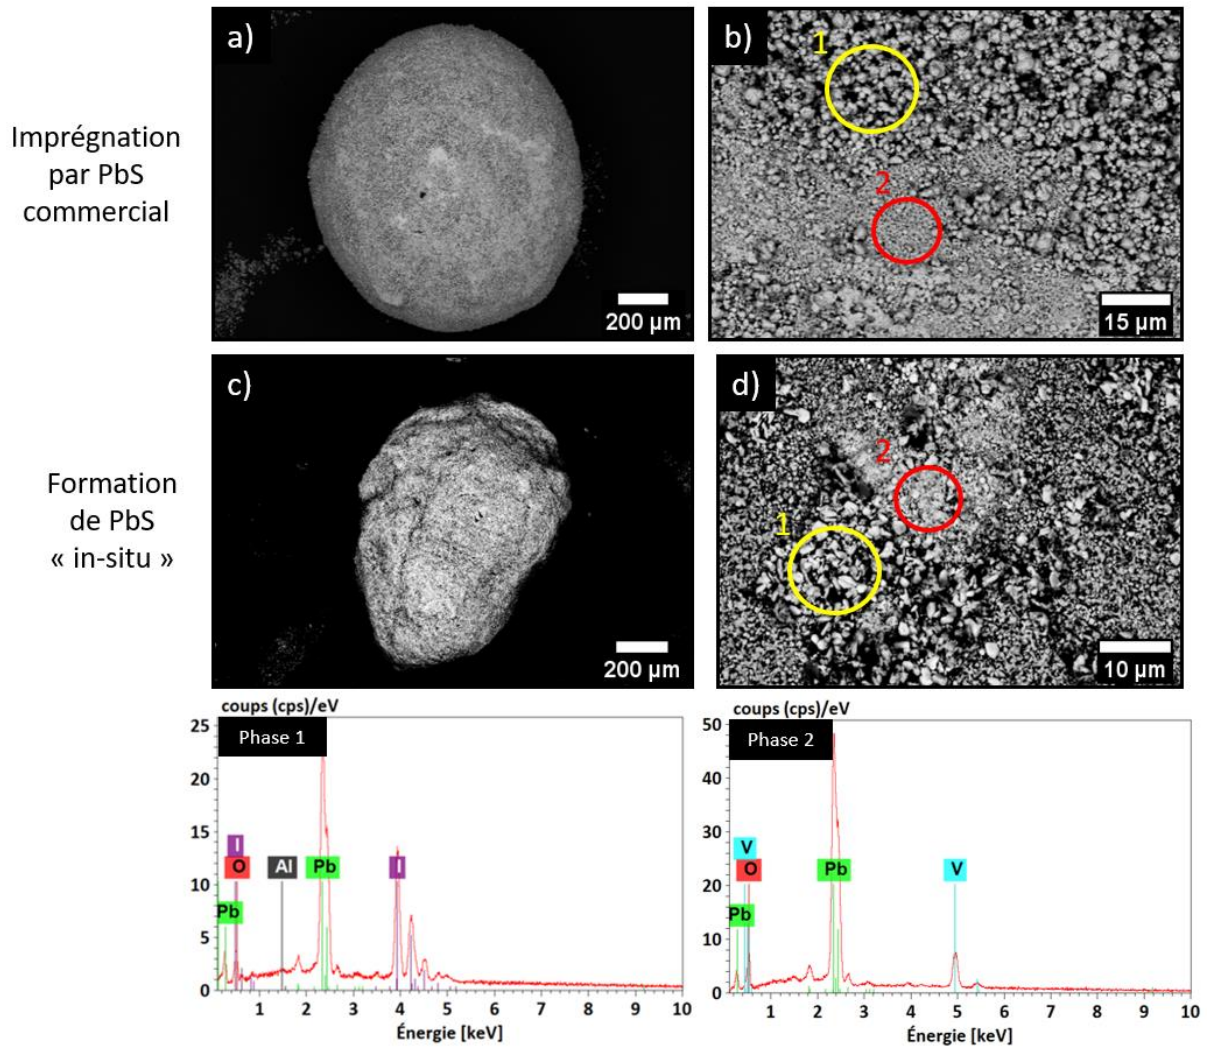 Imprégnation
par PbS
commercial
a)
200 µm
b)
1
2
15 µm
Formation
de PbS
« in-situ »
c)
200 µm
d)
2
1
10 µm
coups (cps)/eV
Phase 1
25
20
15
10
5
0
I
O
Pb
Al
Pb
I
1 2 3 4 5 6 7 8 9 10
Énergie [keV]
coups (cps)/eV
Phase 2
50
40
30
20
10
0
V
O
Pb
Pb
V
1 2 3 4 5 6 7 8 9 10
Énergie [keV]